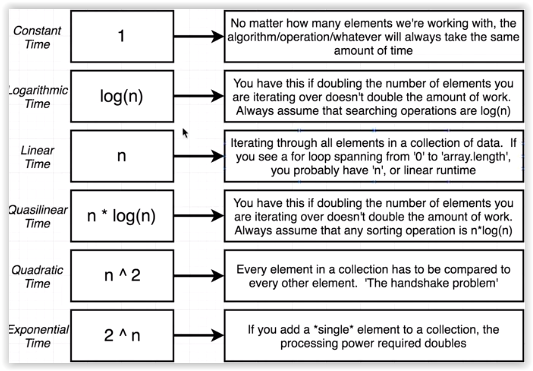 Constant
Time
1
No matter how many elements we're working with, the
algorithm/operation/whatever will always take the same
amount of time
Logarithmic
Time
log(n)
You have this if doubling the number of elements you
are iterating over doesn't double the amount of work.
Always assume that searching operations are log(n)
Linear
Time
n
Iterating through all elements in a collection of data. If
you see a for loop spanning from '0' to 'array.length',
you probably have 'n', or linear runtime
Quasilinear
Time
n * log(n)
You have this if doubling the number of elements you
are iterating over doesn't double the amount of work.
Always assume that any sorting operation is n*log(n)
Quadratic
Time
n ^ 2
Every element in a collection has to be compared to
every other element. 'The handshake problem'
Exponential
Time
2 ^ n
If you add a *single* element to a collection, the
processing power required doubles